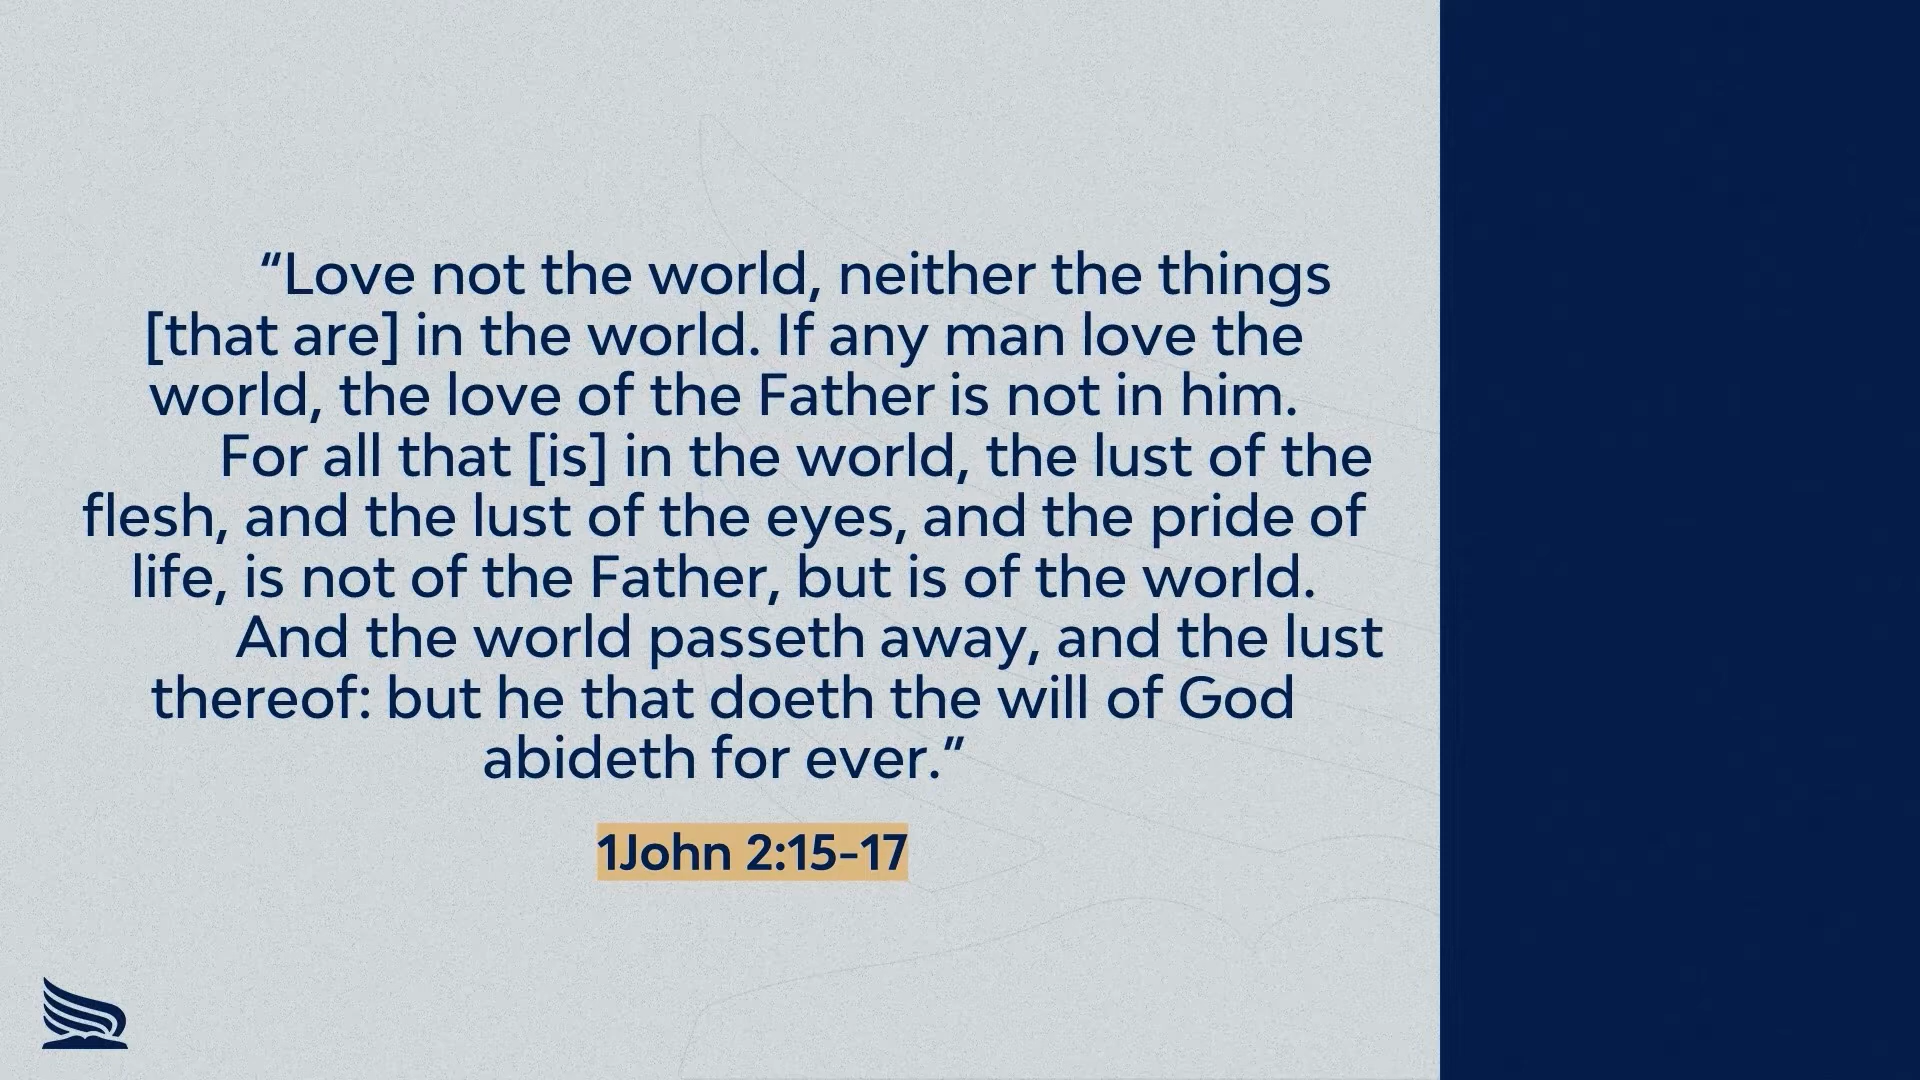 “Love not the world, neither the things
[that are] in the world. If any man love the
world, the love of the Father is not in him.
For all that [is] in the world, the lust of the
flesh, and the lust of the eyes, and the pride of
life, is not of the Father, but is of the world.
And the world passeth away, and the lust
thereof: but he that doeth the will of God
abideth for ever.”
1John 2:15-17